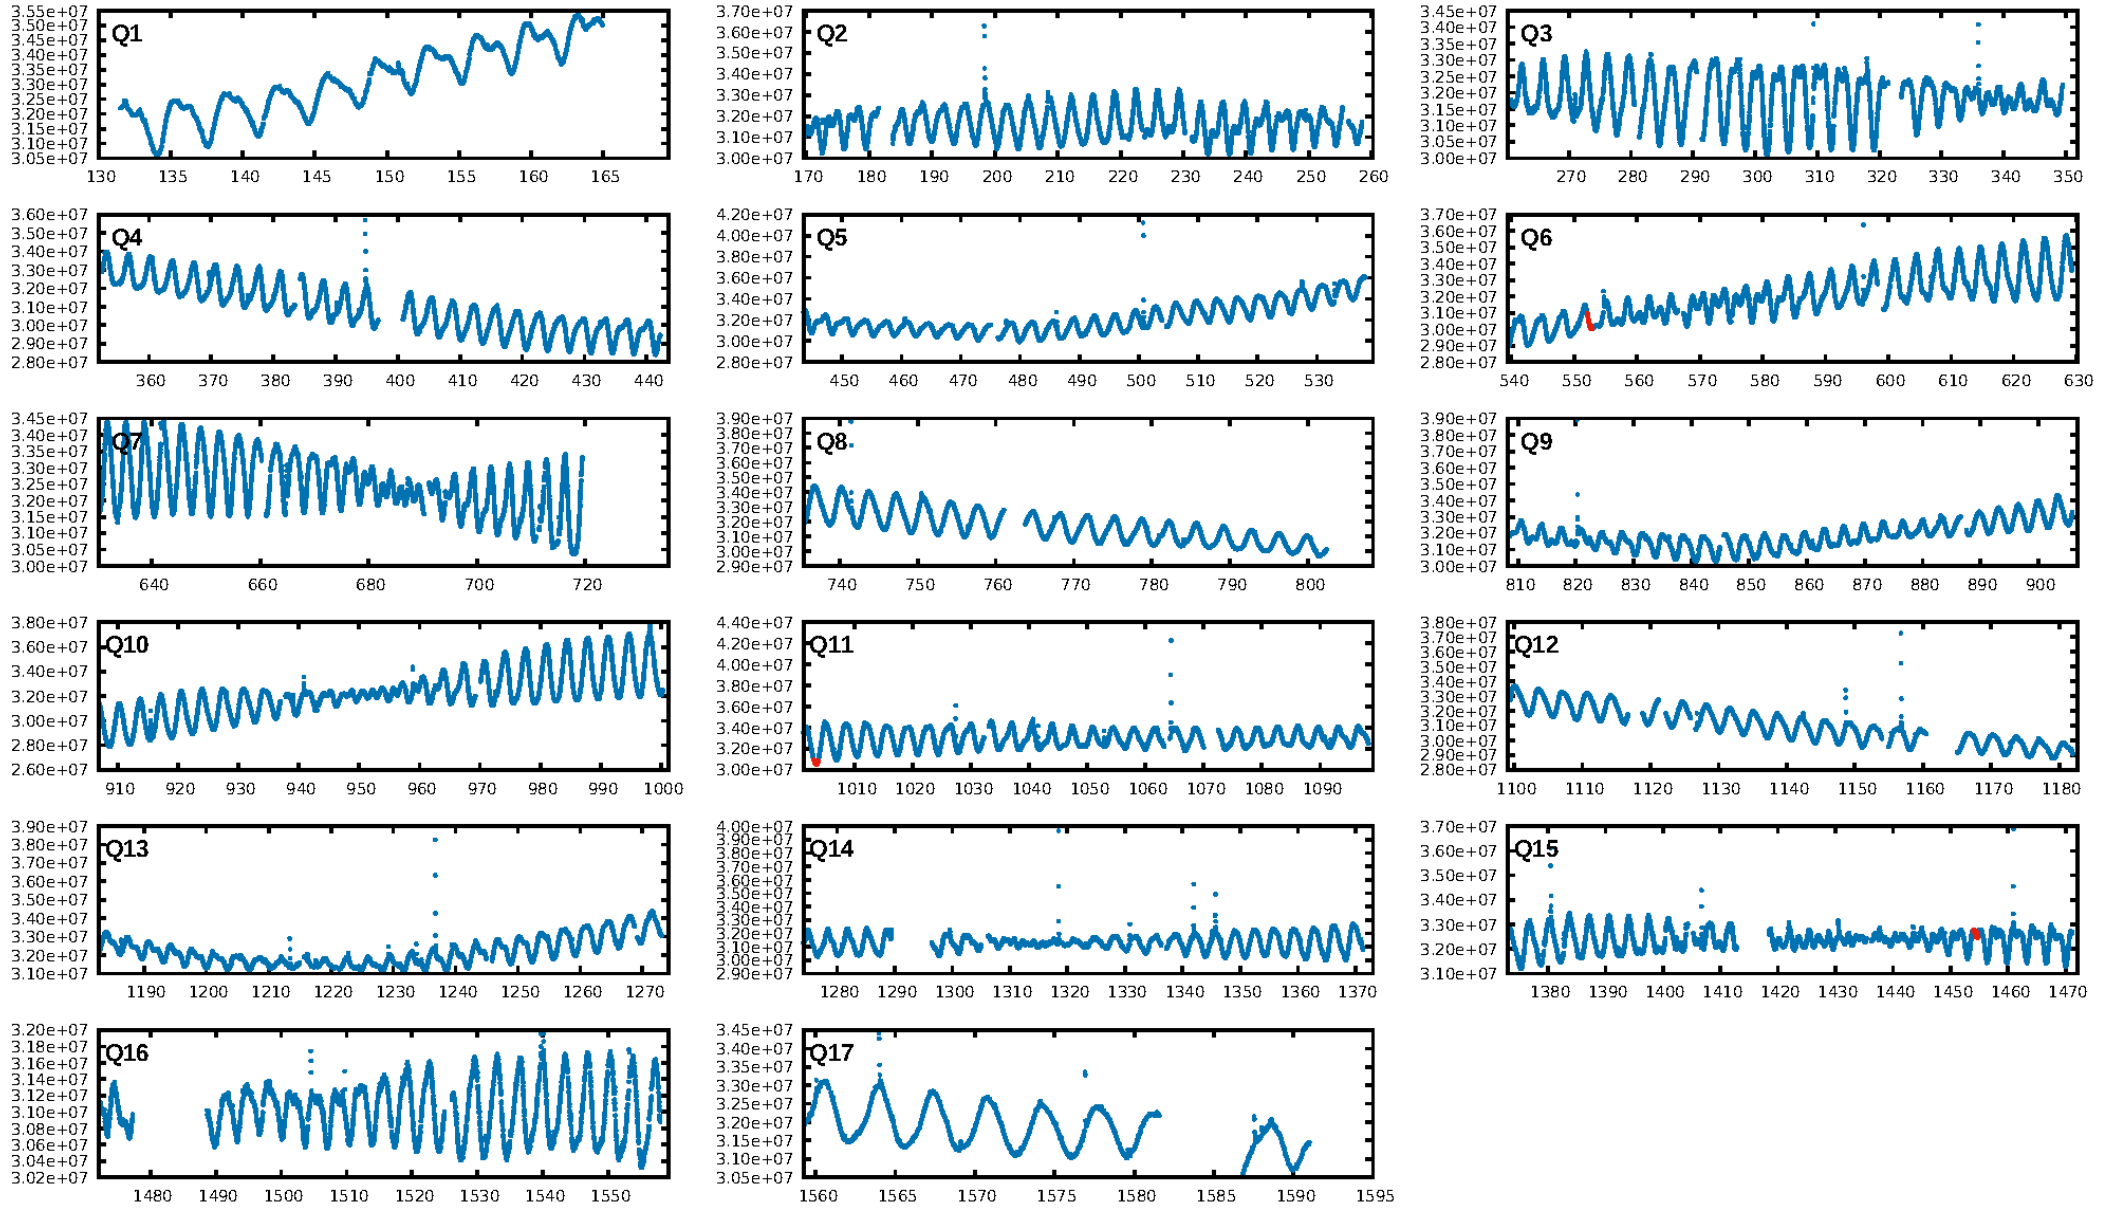 3.55e+07
3.50e+07
3.45e+07
3.40e+07
3.35e+07
3.30e+07
3.25e+07
3.20e+07
3.15e+07
3.10e+07
3.05e+07
Q1
130 135 140 145 150 155 160 165
3.70e+07
3.60e+07
3.50e+07
3.40e+07
3.30e+07
3.20e+07
3.10e+07
3.00e+07
Q2
170 180 190 200 210 220 230 240 250 260
3.45e+07
3.40e+07
3.35e+07
3.30e+07
3.25e+07
3.20e+07
3.15e+07
3.10e+07
3.05e+07
3.00e+07
Q3
270 280 290 300 310 320 330 340 350
3.60e+07
3.50e+07
3.40e+07
3.30e+07
3.20e+07
3.10e+07
3.00e+07
2.90e+07
2.80e+07
Q4
360 370 380 390 400 410 420 430 440
4.20e+07
4.00e+07
3.80e+07
3.60e+07
3.40e+07
3.20e+07
3.00e+07
2.80e+07
Q5
450 460 470 480 490 500 510 520 530
3.70e+07
3.60e+07
3.50e+07
3.40e+07
3.30e+07
3.20e+07
3.10e+07
3.00e+07
2.90e+07
2.80e+07
Q6
540 550 560 570 580 590 600 610 620 630
3.45e+07
3.40e+07
3.35e+07
3.30e+07
3.25e+07
3.20e+07
3.15e+07
3.10e+07
3.05e+07
3.00e+07
Q7
640 660 680 700 720
3.90e+07
3.80e+07
3.70e+07
3.60e+07
3.50e+07
3.40e+07
3.30e+07
3.20e+07
3.10e+07
3.00e+07
2.90e+07
Q8
740 750 760 770 780 790 800
3.90e+07
3.80e+07
3.70e+07
3.60e+07
3.50e+07
3.40e+07
3.30e+07
3.20e+07
3.10e+07
3.00e+07
Q9
810 820 830 840 850 860 870 880 890 900
3.80e+07
3.60e+07
3.40e+07
3.20e+07
3.00e+07
2.80e+07
2.60e+07
Q10
910 920 930 940 950 960 970 980 990 1000
4.40e+07
4.20e+07
4.00e+07
3.80e+07
3.60e+07
3.40e+07
3.20e+07
3.00e+07
Q11
1010 1020 1030 1040 1050 1060 1070 1080 1090
3.80e+07
3.70e+07
3.60e+07
3.50e+07
3.40e+07
3.30e+07
3.20e+07
3.10e+07
3.00e+07
2.90e+07
2.80e+07
Q12
1100 1110 1120 1130 1140 1150 1160 1170 1180
3.90e+07
3.80e+07
3.70e+07
3.60e+07
3.50e+07
3.40e+07
3.30e+07
3.20e+07
3.10e+07
Q13
1190 1200 1210 1220 1230 1240 1250 1260 1270
4.00e+07
3.90e+07
3.80e+07
3.70e+07
3.60e+07
3.50e+07
3.40e+07
3.30e+07
3.20e+07
3.10e+07
3.00e+07
2.90e+07
Q14
1280 1290 1300 1310 1320 1330 1340 1350 1360 1370
3.70e+07
3.60e+07
3.50e+07
3.40e+07
3.30e+07
3.20e+07
3.10e+07
Q15
1380 1390 1400 1410 1420 1430 1440 1450 1460 1470
3.20e+07
3.18e+07
3.16e+07
3.14e+07
3.12e+07
3.10e+07
3.08e+07
3.06e+07
3.04e+07
3.02e+07
Q16
1480 1490 1500 1510 1520 1530 1540 1550
3.45e+07
3.40e+07
3.35e+07
3.30e+07
3.25e+07
3.20e+07
3.15e+07
3.10e+07
3.05e+07
Q17
1560 1565 1570 1575 1580 1585 1590 1595